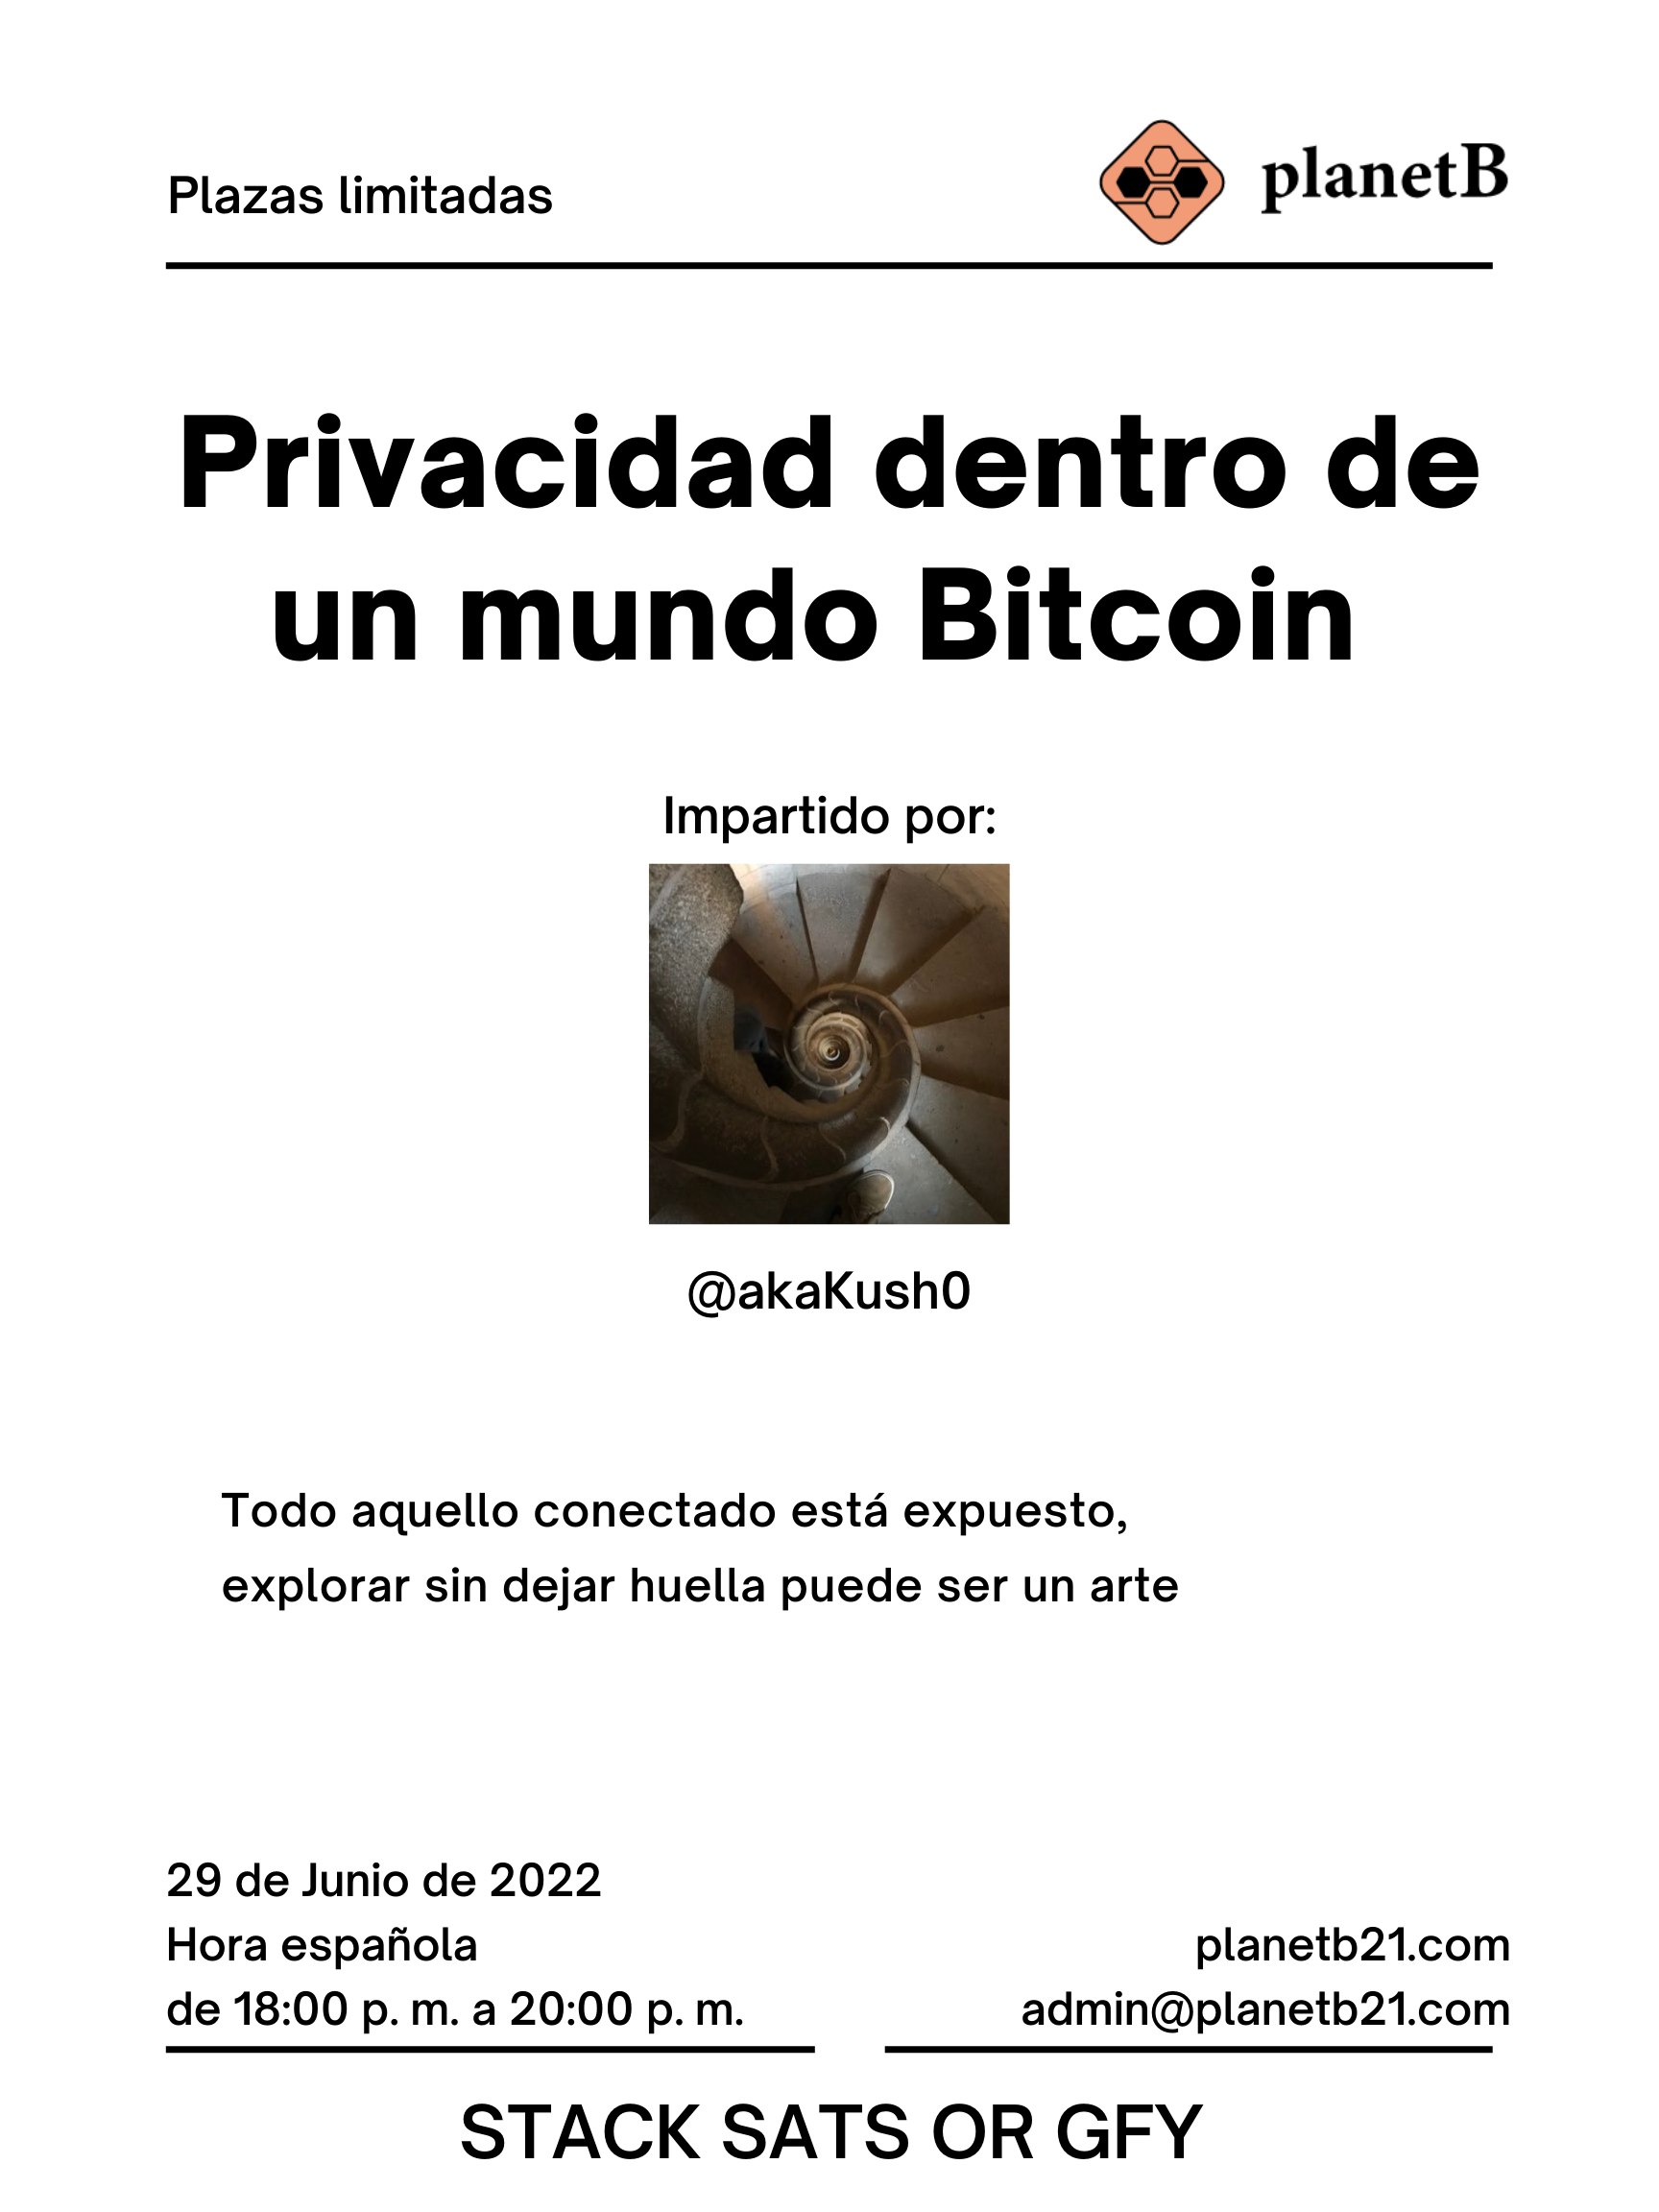 Plazas limitadas
planetB
Privacidad dentro de
un mundo Bitcoin
Impartido por:
@akaKush0
Todo aquello conectado está expuesto,
explorar sin dejar huella puede ser un arte
29 de Junio de 2022
Hora española
de 18:00 p. m. a 20:00 p. m.
planetb21.com
admin@planetb21.com
STACK SATS OR GFY